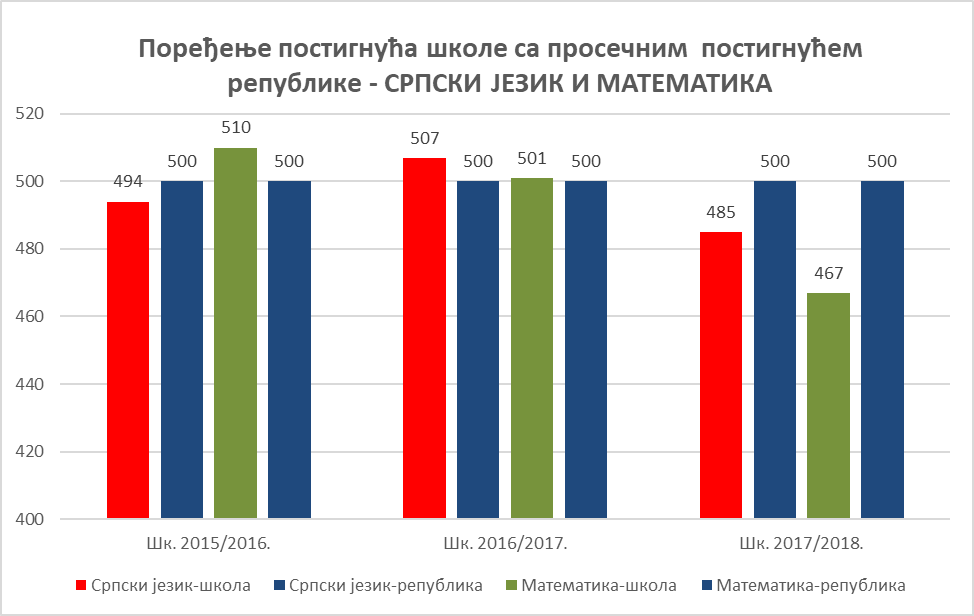 Поређење постигнућа школе са просечним постигнућем
републике - СРПСКИ ЈЕЗИК И МАТЕМАТИКА
520
500
480
460
440
420
400
494
500
510
500
507
500
501
500
485
500
467
500
Шк. 2015/2016.
Шк. 2016/2017.
Шк. 2017/2018.
Српски језик-школа
Српски језик-република
Математика-школа
Математика-република